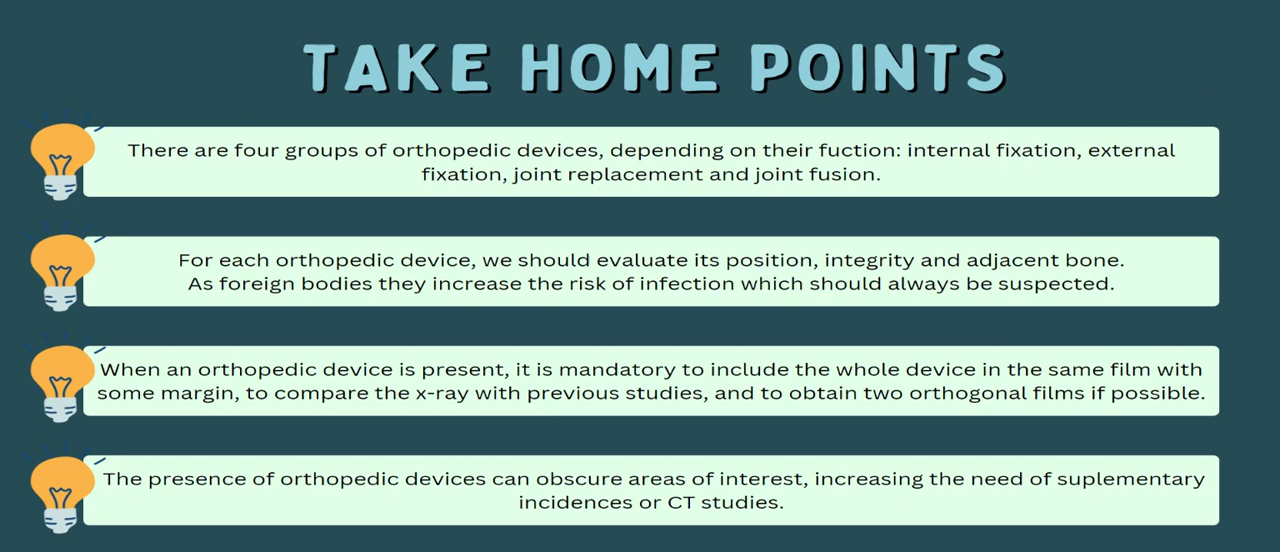 TAKE HOME POINTS
There are four groups of orthopedic devices, depending on their fuction: internal fixation, external
fixation, joint replacement and joint fusion.
For each orthopedic device, we should evaluate its position, integrity and adjacent bone.
As foreign bodies they increase the risk of infection which should always be suspected.
When an orthopedic device is present, it is mandatory to include the whole device in the same film with
some margin, to compare the x-ray with previous studies, and to obtain two orthogonal films if possible.
The presence of orthopedic devices can obscure areas of interest, increasing the need of suplementary
incidences or CT studies.